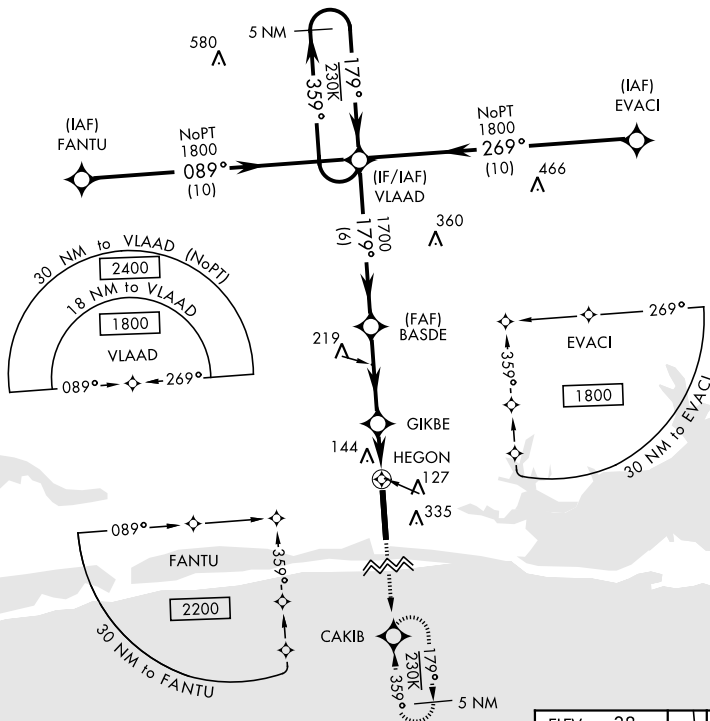 580
5 NM
179°
230K
359°
(IAF)
EVACI
(IAF)
FANTU
NoPT
1800
089°
(10)
NoPT
1800
269°
(10)
466
(IF/IAF)
VLAAD
1700
179°
(6)
360
30 NM to VLAAD (NoPT)
2400
18 NM to VLAAD
1800
VLAAD
089°
269°
(FAF)
BASDE
219
269°
EVACI
359°
1800
30 NM to EVACI
GIKBE
144
HEGON
127
335
089°
FANTU
359°
2200
30 NM to FANTU
CAKIB
179°
230K
359°
5 NM